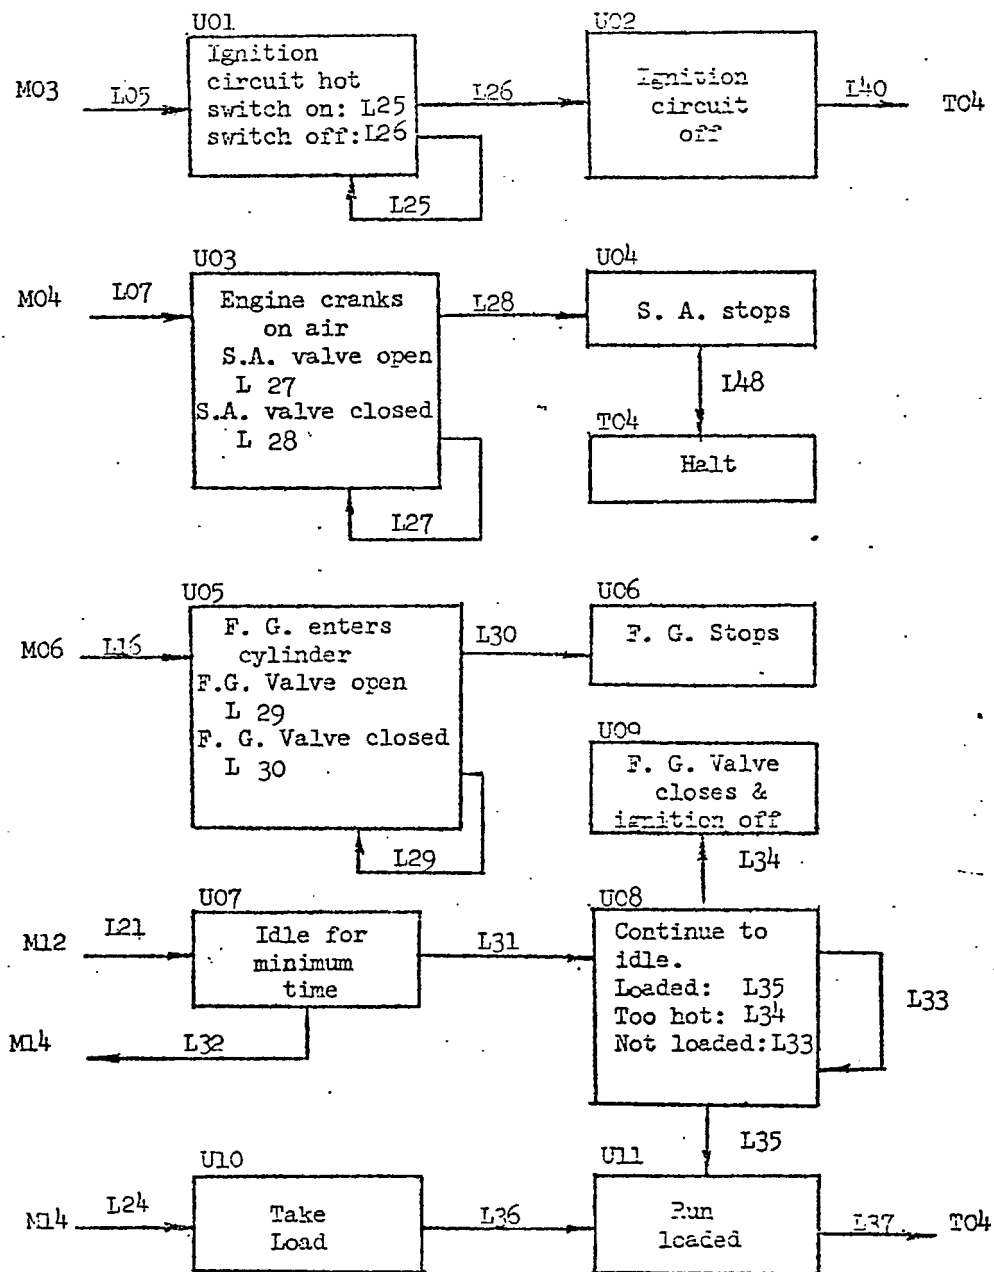 U01
U02
Ignition
circuit hot
switch on: L25
switch off:L26
M03
L05
L26
Ignition
circuit
off
L40
T04
L25
U03
U04
M04
L07
Engine cranks
on air
S.A. valve open
L 27
S.A. valve closed
L 28
L28
S. A. stops
L48
T04
Halt
L27
U05
U06
M06
L16
F. G. enters
cylinder
F.G. Valve open
L 29
F. G. Valve closed
L 30
L30
F. G. Stops
U09
F. G. Valve
closes &
ignition off
L29
L34
U07
U08
M12
L21
Idle for
minimum
time
L31
Continue to
idle.
Loaded: L35
Too hot: L34
Not loaded:L33
L33
M14
L32
L35
U10
U11
M14
L24
Take
Load
L36
Run
loaded
L37
T04